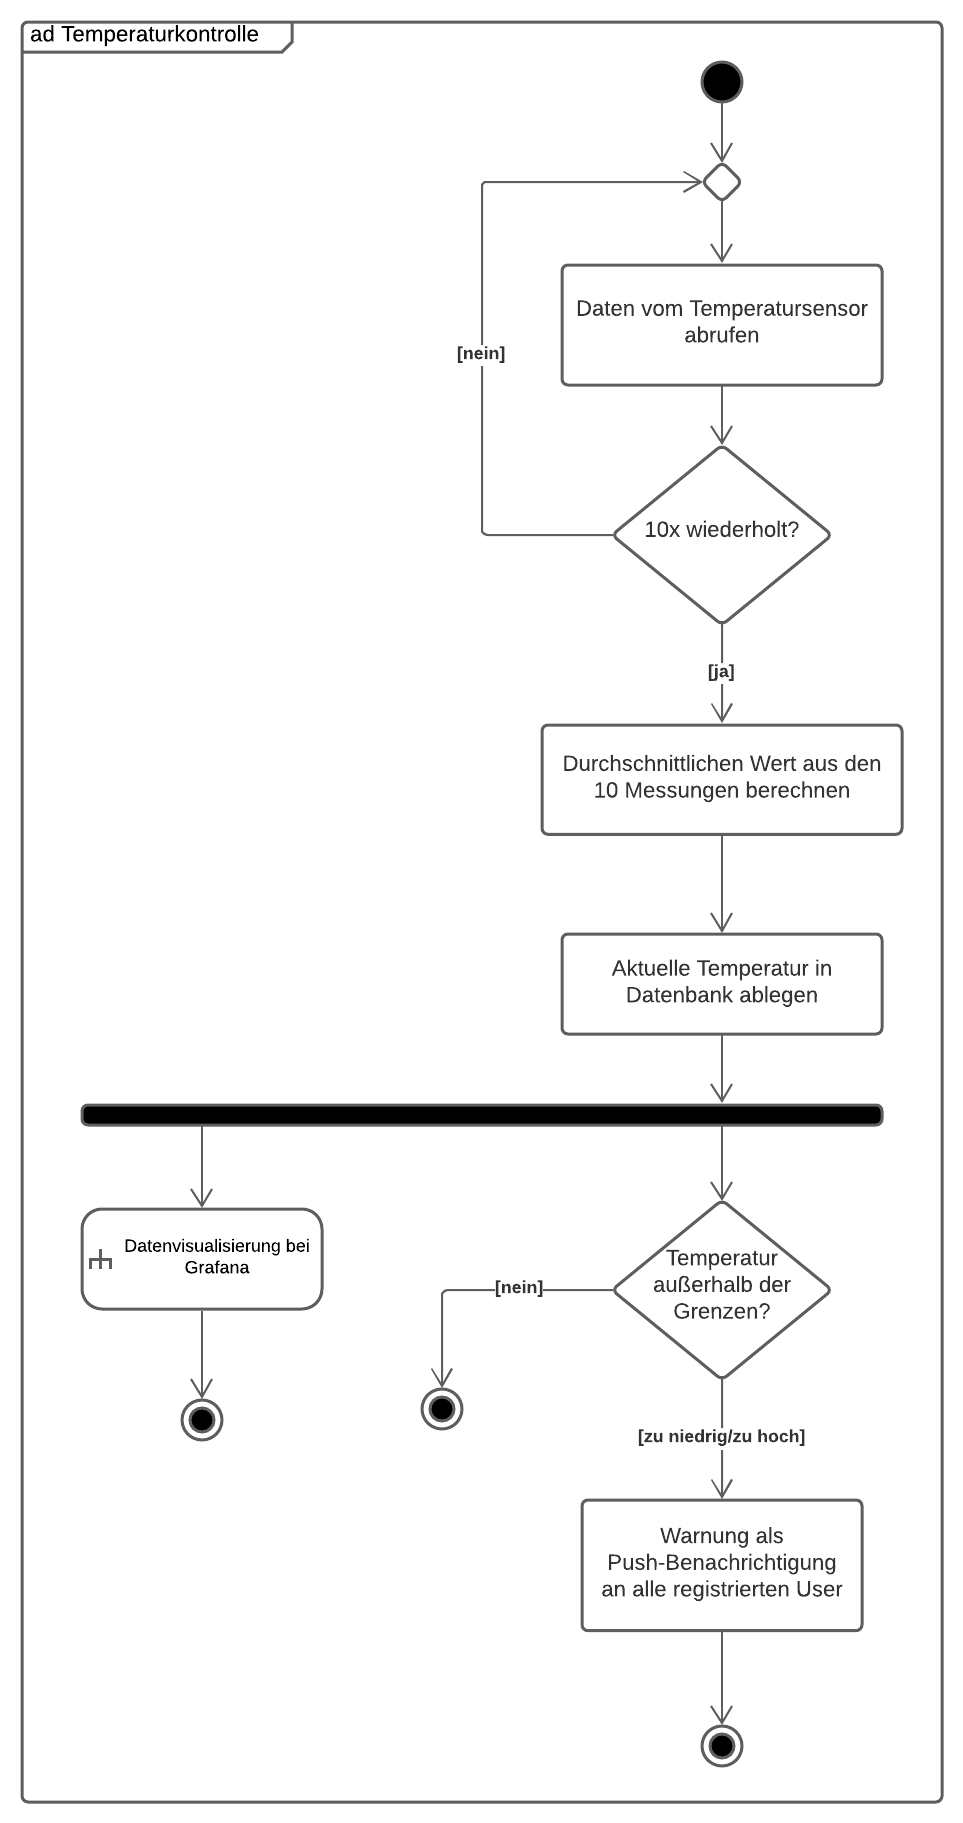 ad Temperaturkontrolle
Daten vom Temperatursensor
abrufen
[nein]
10x wiederholt?
[ja]
Durchschnittlichen Wert aus den
10 Messungen berechnen
Aktuelle Temperatur in
Datenbank ablegen
Datenvisualisierung bei
Grafana
Temperatur
außerhalb der
Grenzen?
[nein]
[zu niedrig/zu hoch]
Warnung als
Push-Benachrichtigung
an alle registrierten User